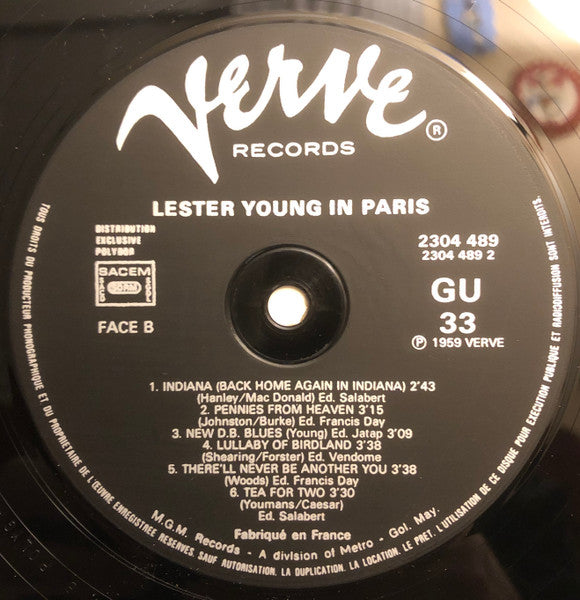 Verve ®
RECORDS
LESTER YOUNG IN PARIS
DISTRIBUTION
EXCLUSIVE
POLYDOR
SACEM
FACE B
2304 489
2304 489 2
GU
33
Ⓟ 1959 VERVE
1. INDIANA (BACK HOME AGAIN IN INDIANA) 2'43
(Hanley/Mac Donald) Ed. Salabert
2. PENNIES FROM HEAVEN 3'15
(Johnston/Burke) Ed. Francis Day
3. NEW D.B. BLUES (Young) Ed. Jatap 3'09
4. LULLABY OF BIRDLAND 3'38
(Shearing/Forster) Ed. Vendome
5. THERE'LL NEVER BE ANOTHER YOU 3'38
(Woods) Ed. Francis Day
6. TEA FOR TWO 3'30
(Youmans/Caesar)
Ed. Salabert
Fabriqué en France
M.G.M. Records - A division of Metro - Gol. May.
TOUS DROITS DU PRODUCTEUR PHONOGRAPHIQUE ET DU PROPRIETAIRE DE L'ŒUVRE ENREGISTREE RESERVES. SAUF AUTORISATION, LA DUPLICATION, LA LOCATION, LE PRET, L'UTILISATION DE CE DISQUE POUR EXECUTION PUBLIQUE ET RADIODIFFUSION SONT INTERDITS.